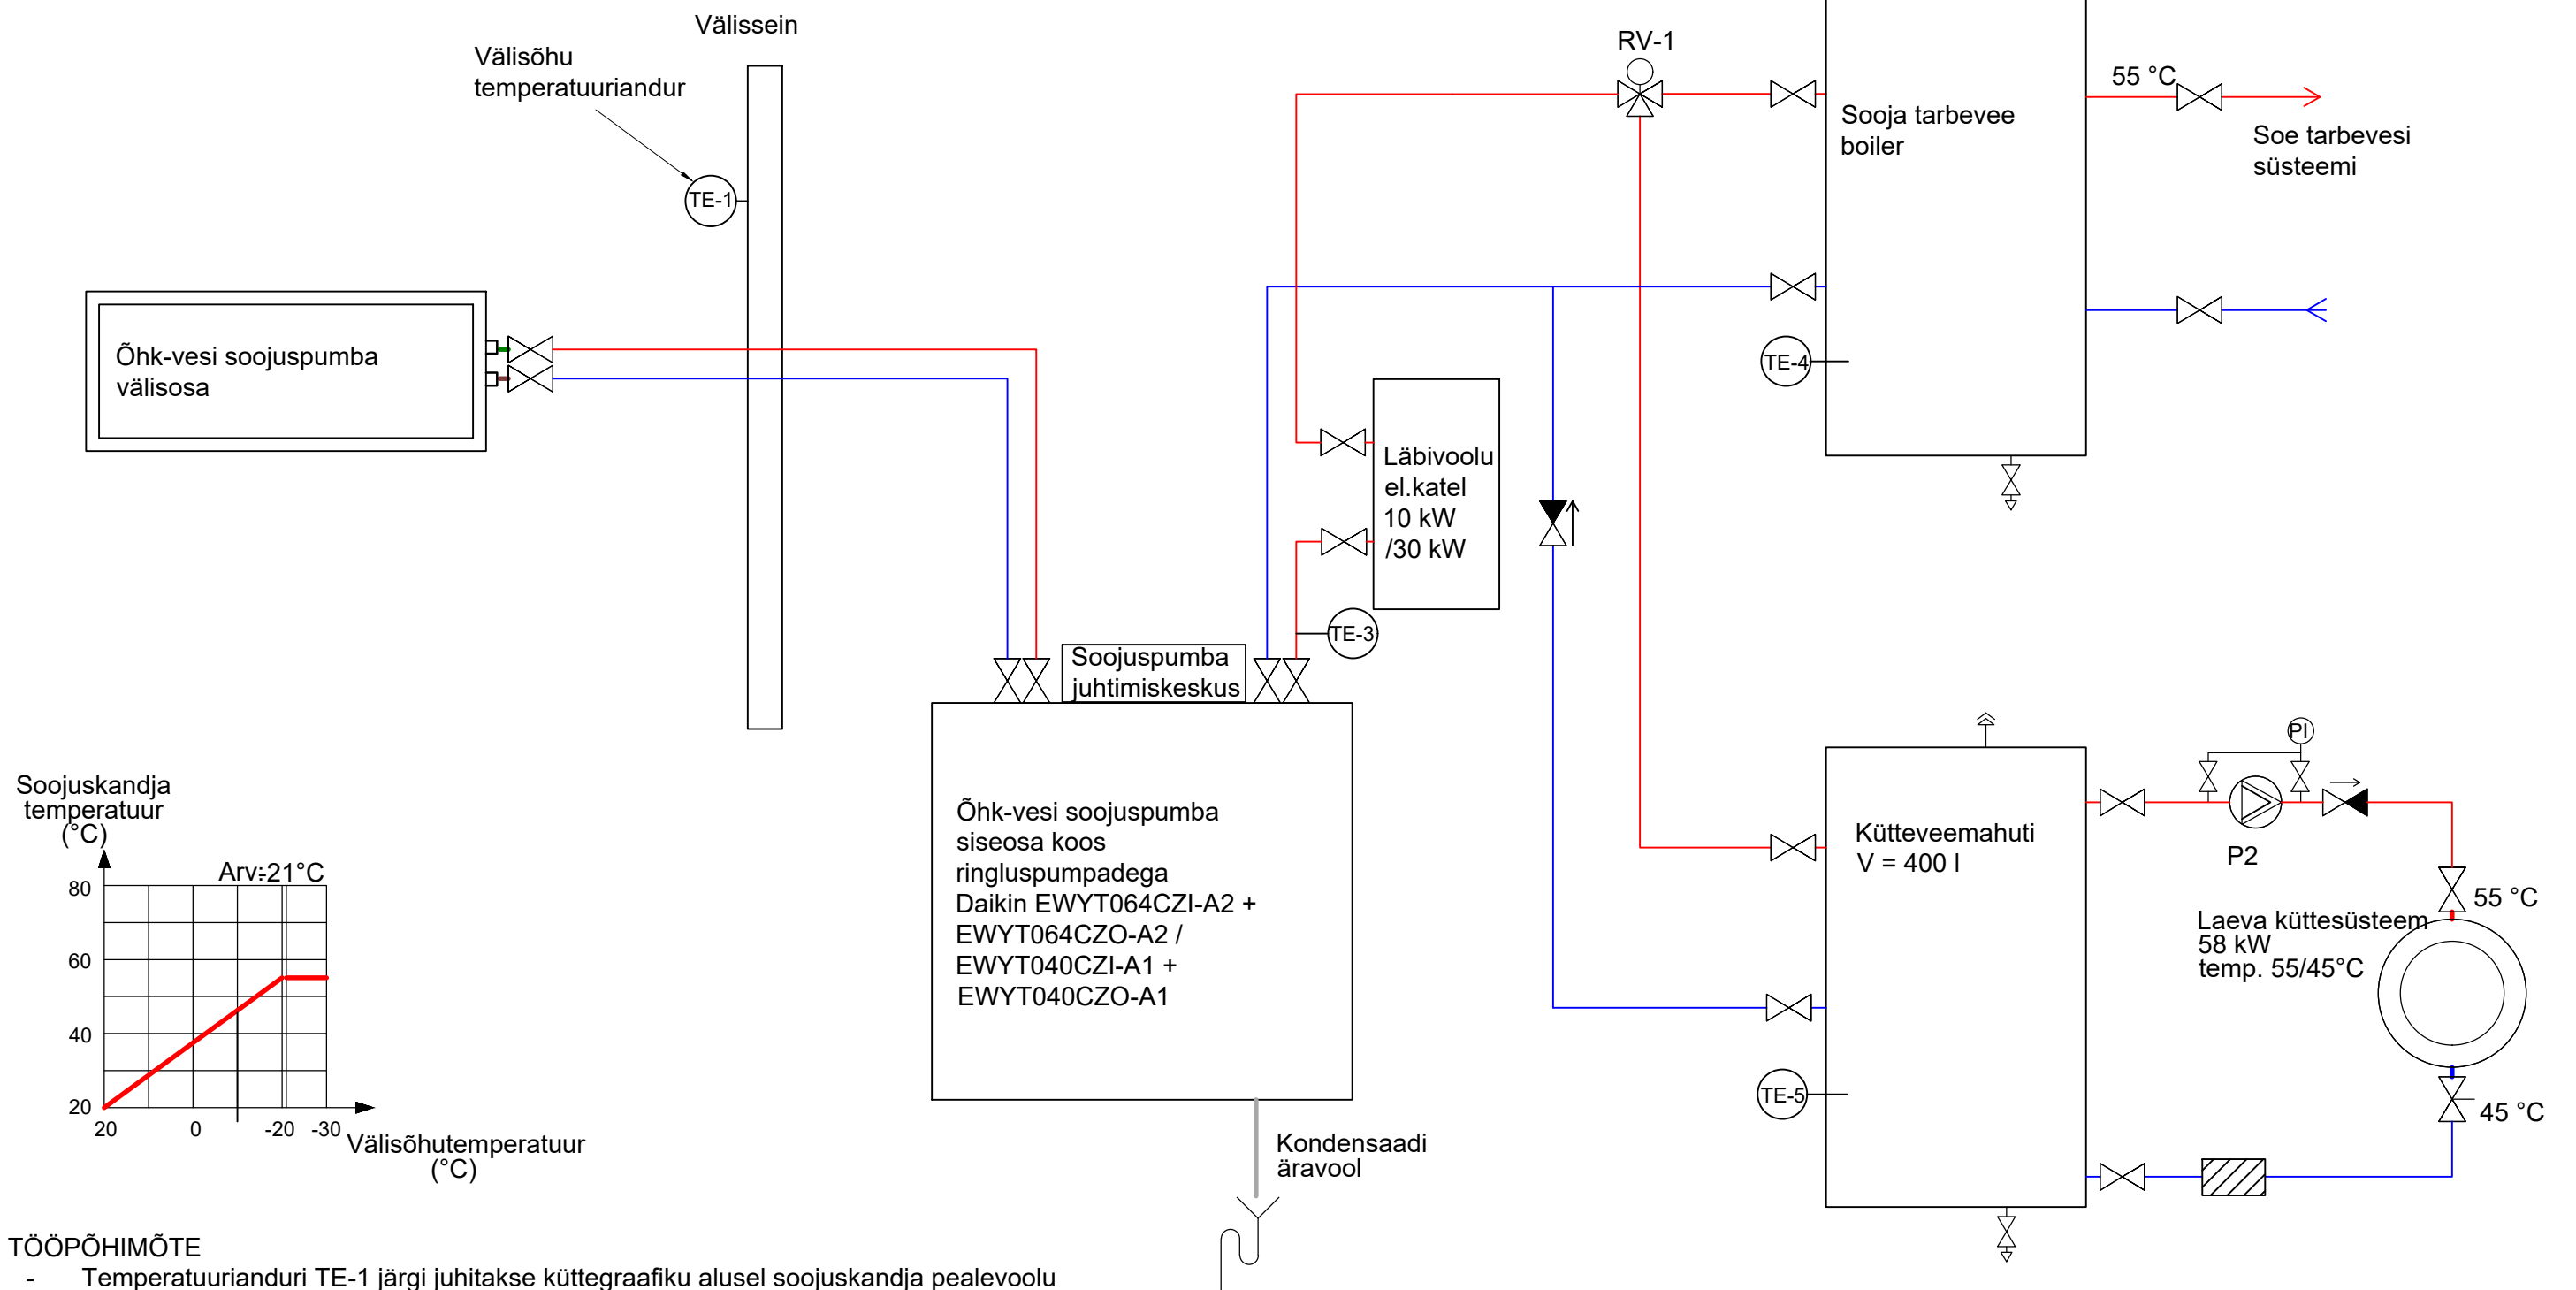 Välissein
Välisõhu
temperatuuriandur
TE-1
RV-1
Sooja tarbevee
boiler
55 °C
Soe tarbevesi
süsteemi
Õhk-vesi soojuspumba
välisosa
TE-4
Läbivoolu
el.katel
10 kW
/30 kW
TE-3
Soojuspumba
juhtimiskeskus
Õhk-vesi soojuspumba
siseosa koos
ringluspumpadega
Daikin EWYT064CZI-A2 +
EWYT064CZO-A2 /
EWYT040CZI-A1 +
EWYT040CZO-A1
Kütteveemahuti
V = 400 l
PI
P2
55 °C
Laeva küttesüsteem
58 kW
temp. 55/45°C
45 °C
TE-5
Kondensaadi
äravool
Soojuskandja
temperatuur
(°C)
Arv:-21°C
80
60
40
20
20 0 -20 -30
Välisõhutemperatuur
(°C)
TÖÖPÕHIMÕTE
- Temperatuurianduri TE-1 järgi juhitakse küttegraafiku alusel soojuskandja pealevoolu